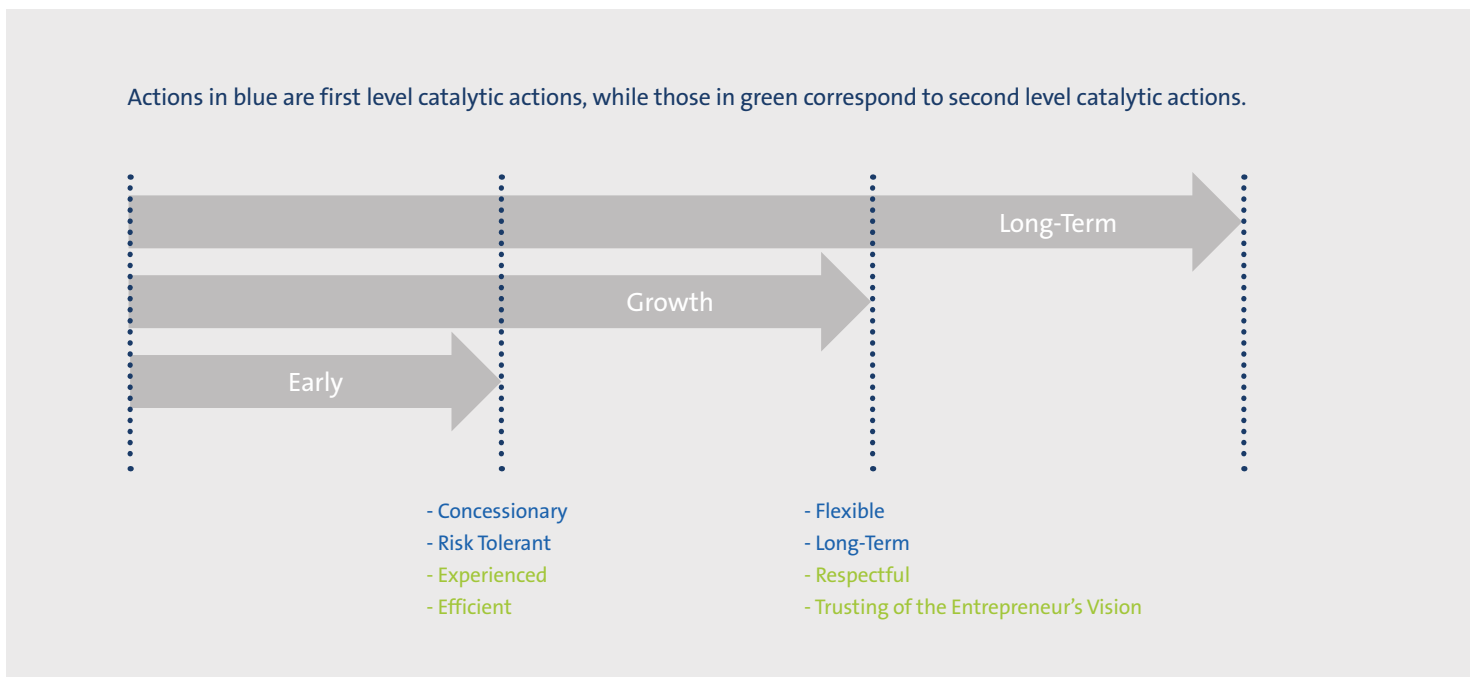 Actions in blue are first level catalytic actions, while those in green correspond to second level catalytic actions.
Long-Term
Growth
Early
- Concessionary
- Risk Tolerant
- Experienced
- Efficient
- Flexible
- Long-Term
- Respectful
- Trusting of the Entrepreneur’s Vision